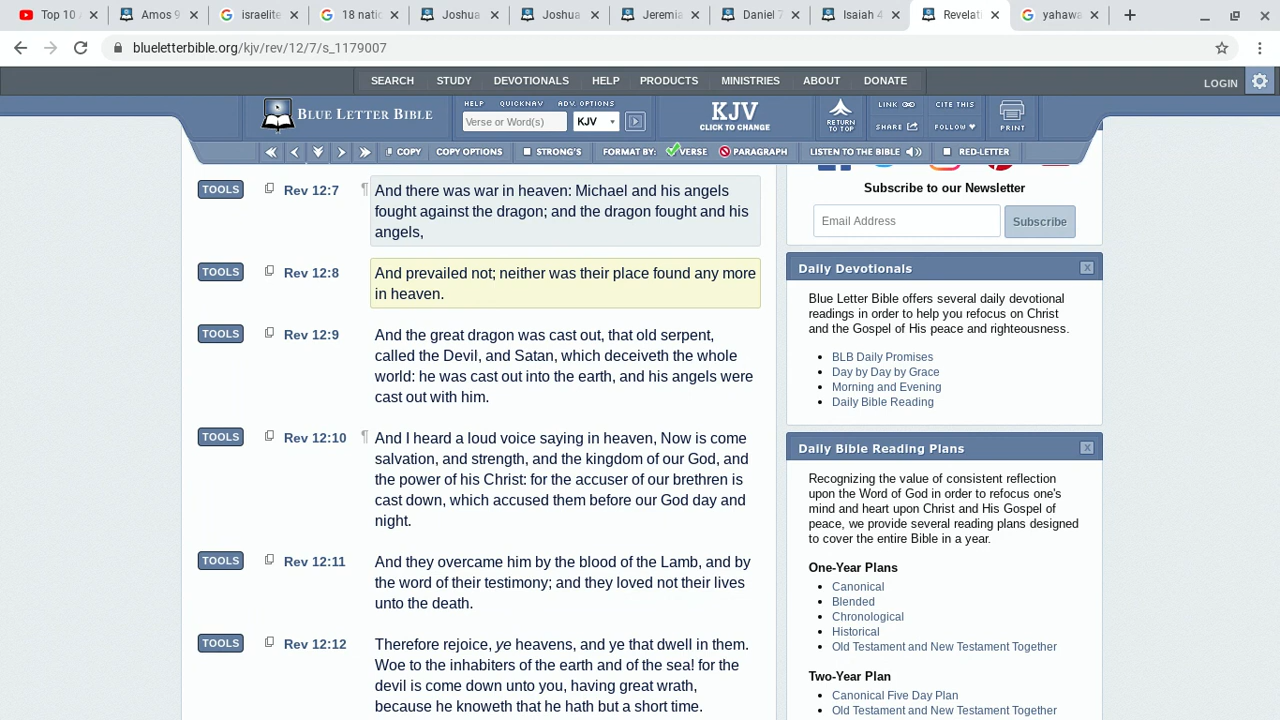 Top 10
Amos 9
israelite
18 natio
Joshua
Joshua
Jeremia
Daniel 7
Isaiah 4
Revelati
yahawa
blueletterbible.org/kjv/rev/12/7/s_1179007
SEARCH STUDY DEVOTIONALS HELP PRODUCTS MINISTRIES ABOUT DONATE
LOGIN
BLUE LETTER BIBLE
HELP QUICKNAV ADV. OPTIONS
Verse or Word(s) KJV
KJV
CLICK TO CHANGE
RETURN
TO TOP
LINK CITE THIS
SHARE FOLLOW
PRINT
COPY COPY OPTIONS STRONG'S FORMAT BY: VERSE PARAGRAPH LISTEN TO THE BIBLE RED-LETTER
TOOLS Rev 12:7 ¶ And there was war in heaven: Michael and his angels
fought against the dragon; and the dragon fought and his
angels,
TOOLS Rev 12:8 And prevailed not; neither was their place found any more
in heaven.
TOOLS Rev 12:9 And the great dragon was cast out, that old serpent,
called the Devil, and Satan, which deceiveth the whole
world: he was cast out into the earth, and his angels were
cast out with him.
TOOLS Rev 12:10 ¶ And I heard a loud voice saying in heaven, Now is come
salvation, and strength, and the kingdom of our God, and
the power of his Christ: for the accuser of our brethren is
cast down, which accused them before our God day and
night.
TOOLS Rev 12:11 And they overcame him by the blood of the Lamb, and by
the word of their testimony; and they loved not their lives
unto the death.
TOOLS Rev 12:12 Therefore rejoice, ye heavens, and ye that dwell in them.
Woe to the inhabiters of the earth and of the sea! for the
devil is come down unto you, having great wrath,
because he knoweth that he hath but a short time.
Subscribe to our Newsletter
Email Address Subscribe
Daily Devotionals x
Blue Letter Bible offers several daily devotional
readings in order to help you refocus on Christ
and the Gospel of His peace and righteousness.
• BLB Daily Promises
• Day by Day by Grace
• Morning and Evening
• Daily Bible Reading
Daily Bible Reading Plans x
Recognizing the value of consistent reflection
upon the Word of God in order to refocus one's
mind and heart upon Christ and His Gospel of
peace, we provide several reading plans designed
to cover the entire Bible in a year.
One-Year Plans
• Canonical
• Blended
• Chronological
• Historical
• Old Testament and New Testament Together
Two-Year Plan
• Canonical Five Day Plan
• Old Testament and New Testament Together